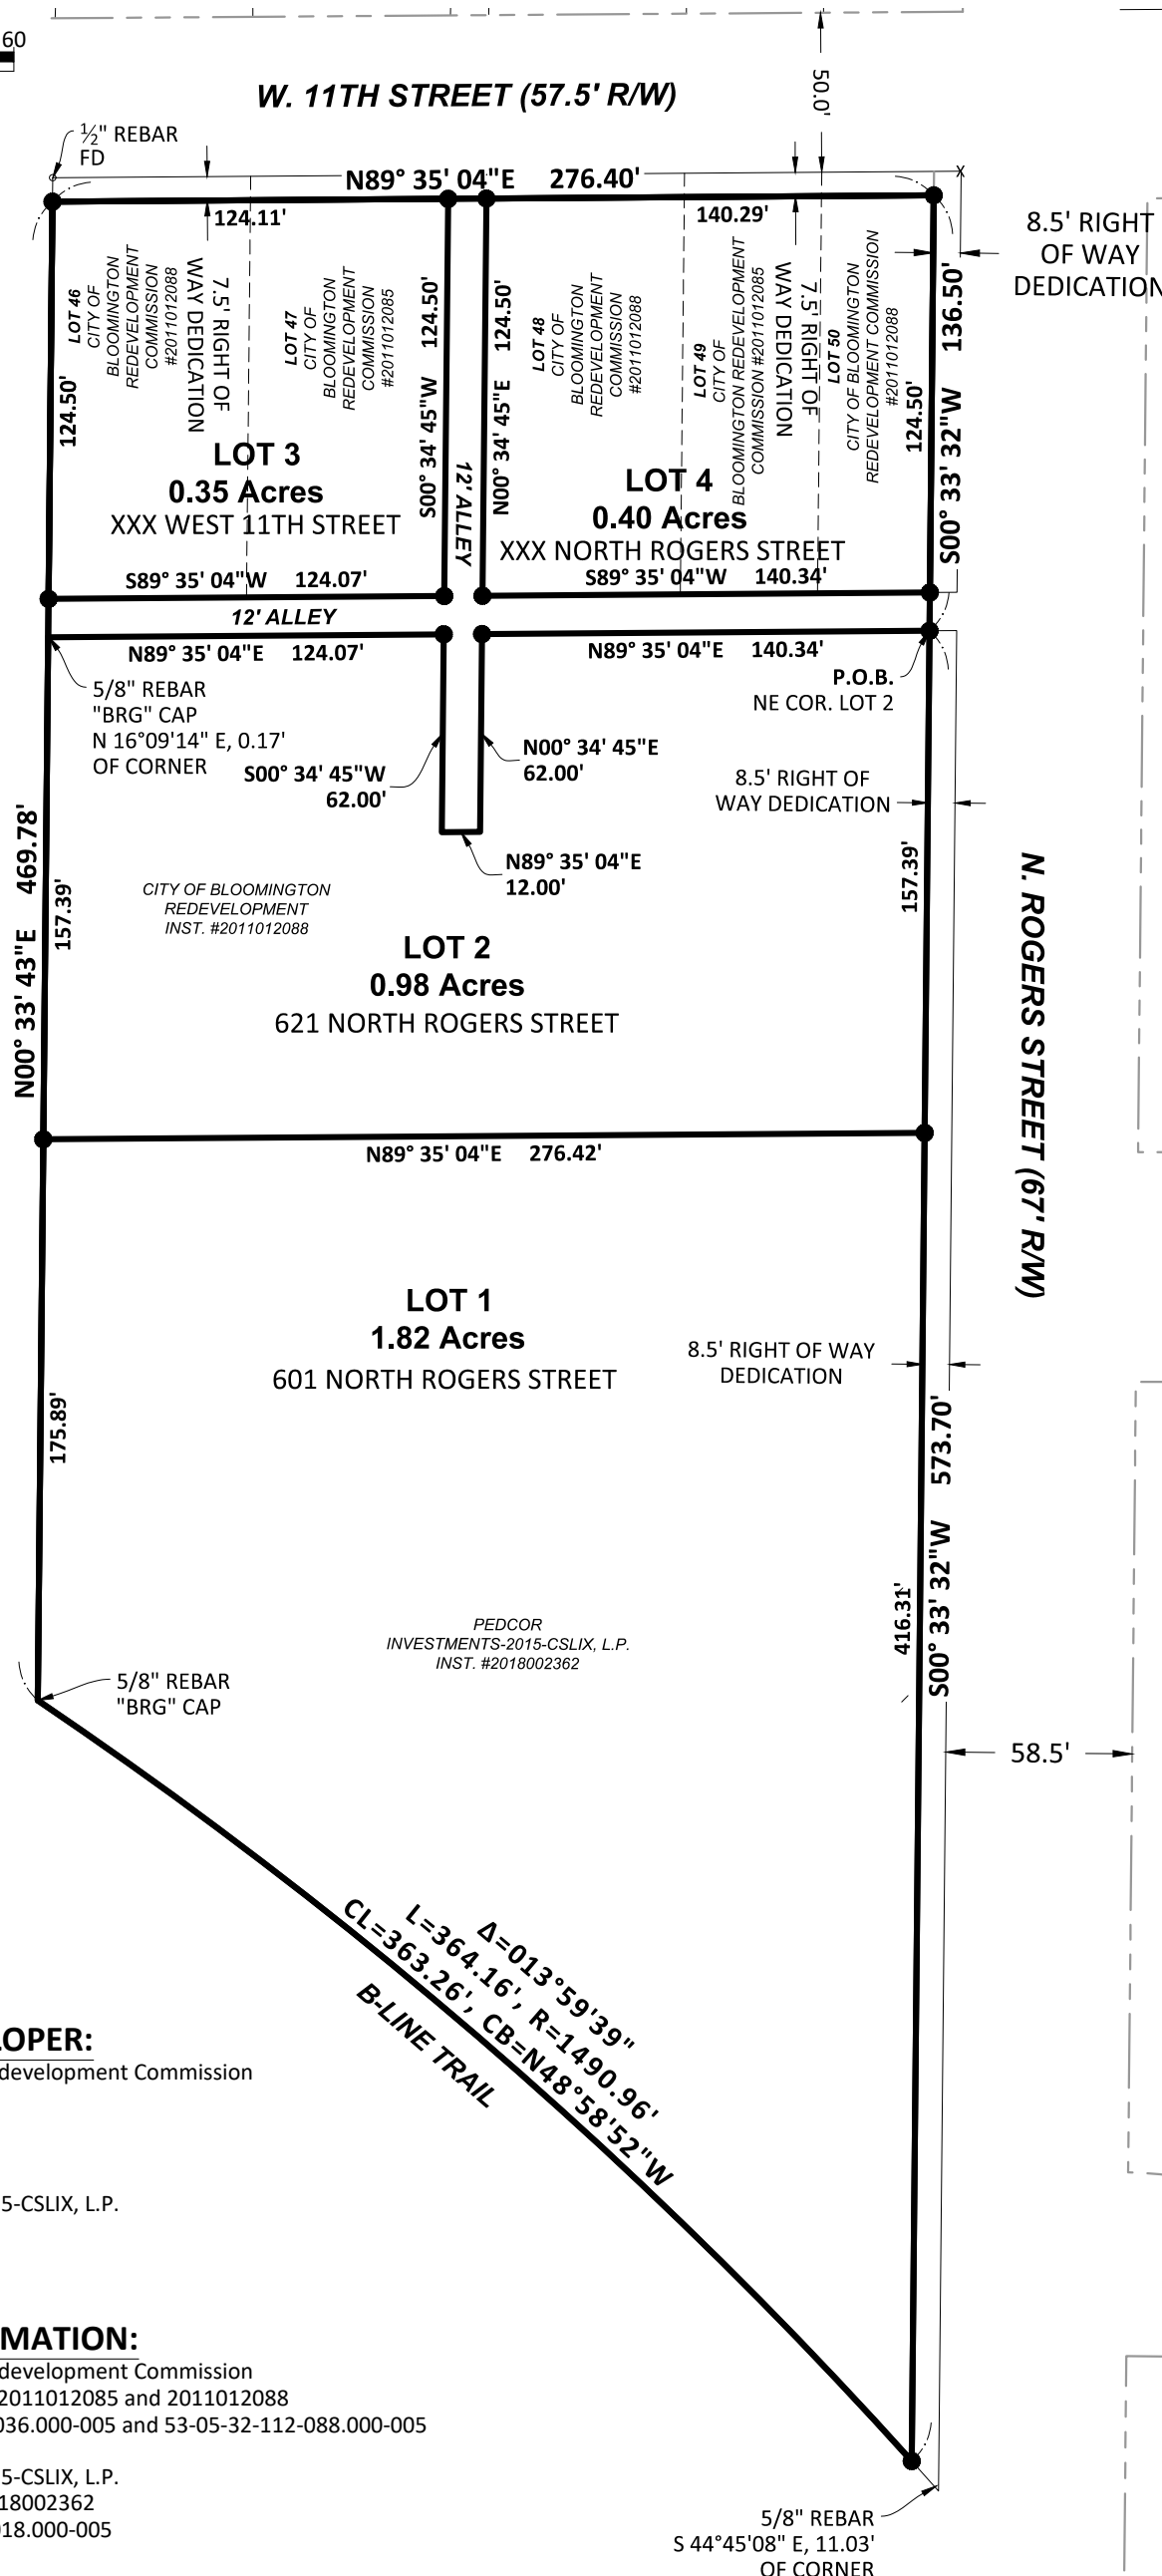 60
W. 11TH STREET (57.5' R/W)
50.0'
½" REBAR
FD
N89° 35' 04"E 276.40'
124.11'
140.29'
8.5' RIGHT
OF WAY
DEDICATION
LOT 46
CITY OF
BLOOMINGTON
REDEVELOPMENT
COMMISSION
#2011012088
7.5' RIGHT OF
WAY DEDICATION
LOT 47
CITY OF
BLOOMINGTON
REDEVELOPMENT
COMMISSION
#2011012085
S00° 34' 45"W 124.50'
12' ALLEY
N00° 34' 45"E 124.50'
LOT 48
CITY OF
BLOOMINGTON
REDEVELOPMENT
COMMISSION
#2011012088
LOT 49
CITY OF
BLOOMINGTON REDEVELOPMENT
COMMISSION #2011012085
7.5' RIGHT OF
WAY DEDICATION
LOT 50
CITY OF BLOOMINGTON
REDEVELOPMENT COMMISSION
#2011012088
124.50'
124.50'
S00° 33' 32"W 136.50'
LOT 3
0.35 Acres
XXX WEST 11TH STREET
LOT 4
0.40 Acres
XXX NORTH ROGERS STREET
S89° 35' 04"W 124.07'
S89° 35' 04"W 140.34'
12' ALLEY
N89° 35' 04"E 124.07'
N89° 35' 04"E 140.34'
P.O.B.
NE COR. LOT 2
5/8" REBAR
"BRG" CAP
N 16°09'14" E, 0.17'
OF CORNER
S00° 34' 45"W
62.00'
N00° 34' 45"E
62.00'
8.5' RIGHT OF
WAY DEDICATION
N89° 35' 04"E
12.00'
N00° 33' 43"E 469.78'
157.39'
157.39'
N. ROGERS STREET (67' R/W)
CITY OF BLOOMINGTON
REDEVELOPMENT
INST. #2011012088
LOT 2
0.98 Acres
621 NORTH ROGERS STREET
N89° 35' 04"E 276.42'
LOT 1
1.82 Acres
601 NORTH ROGERS STREET
8.5' RIGHT OF WAY
DEDICATION
175.89'
416.31'
S00° 33' 32"W 573.70'
PEDCOR
INVESTMENTS-2015-CSLIX, L.P.
INST. #2018002362
5/8" REBAR
"BRG" CAP
58.5'
Δ=013°59'39"
L=364.16', R=1490.96'
CL=363.26', CB=N48°58'52"W
B-LINE TRAIL
LOPER:
development Commission
5-CSLIX, L.P.
MATION:
development Commission
2011012085 and 2011012088
036.000-005 and 53-05-32-112-088.000-005
5-CSLIX, L.P.
18002362
018.000-005
5/8" REBAR
S 44°45'08" E, 11.03'
OF CORNER